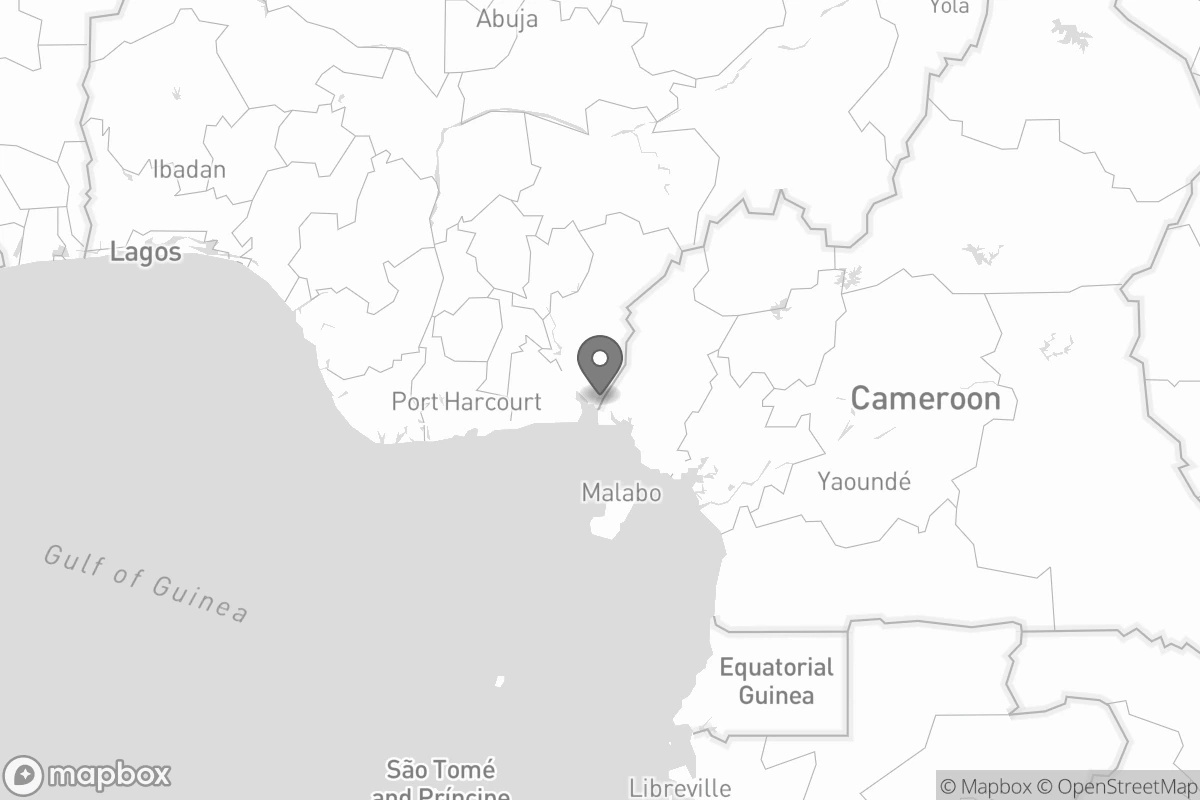 Abuja
Yola
Ibadan
Lagos
Port Harcourt
Cameroon
Yaoundé
Malabo
Gulf of Guinea
Equatorial
Guinea
São Tomé
and Príncipe
Libreville
mapbox
© Mapbox © OpenStreetMap